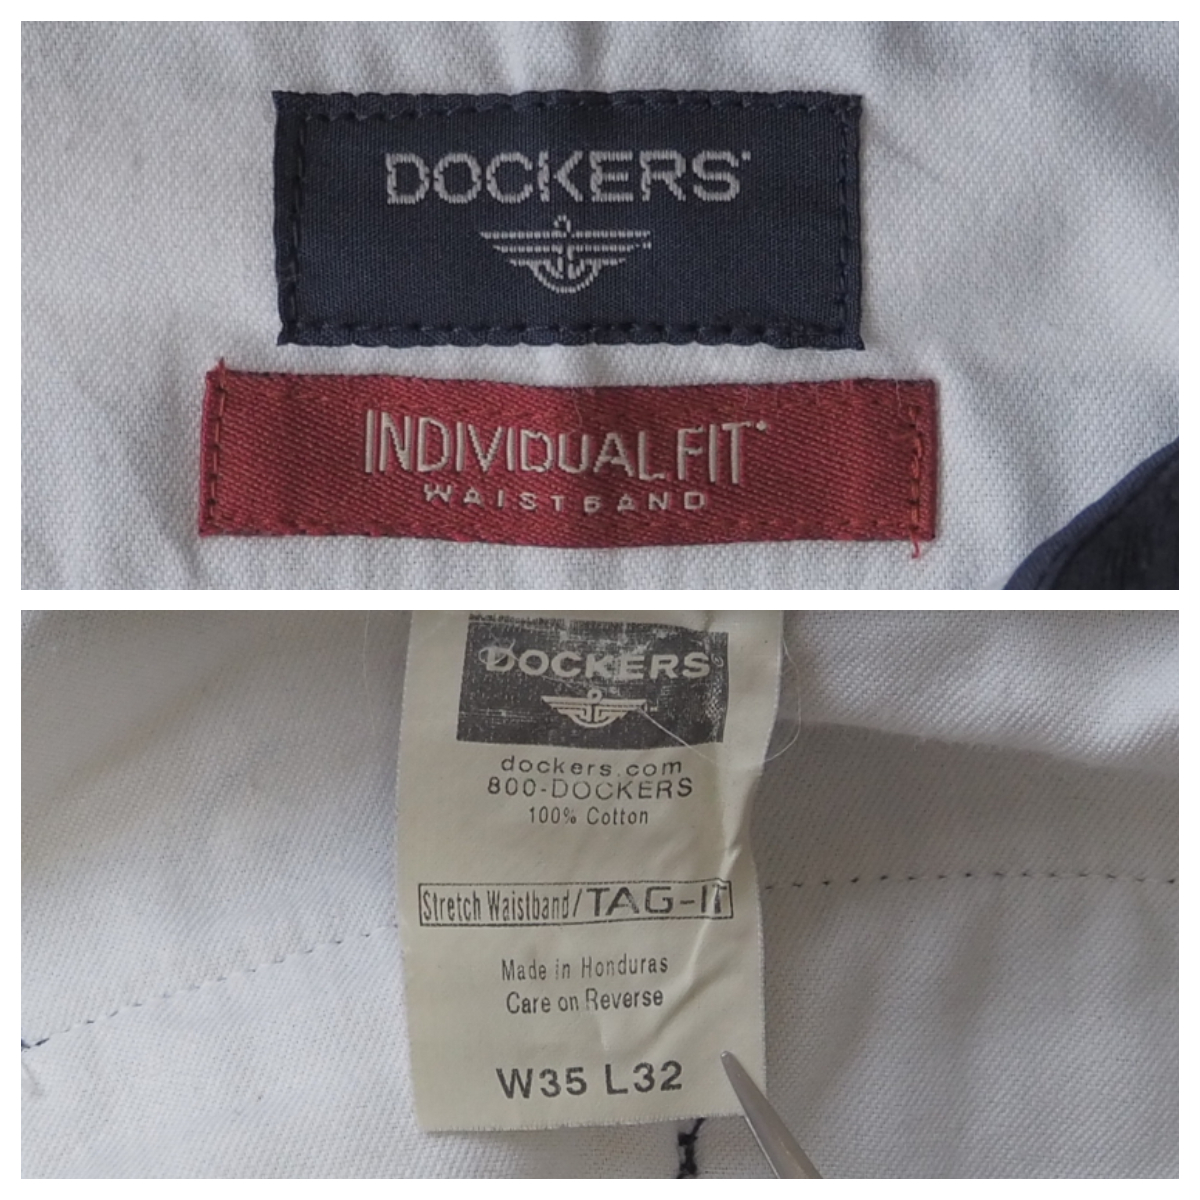 DOCKERS
INDIVIDUAL FIT
WAISTBAND
DOCKERS
dockers.com
800-DOCKERS
100% Cotton
Stretch Waistband/TAG-IT
Made in Honduras
Care on Reverse
W35 L32